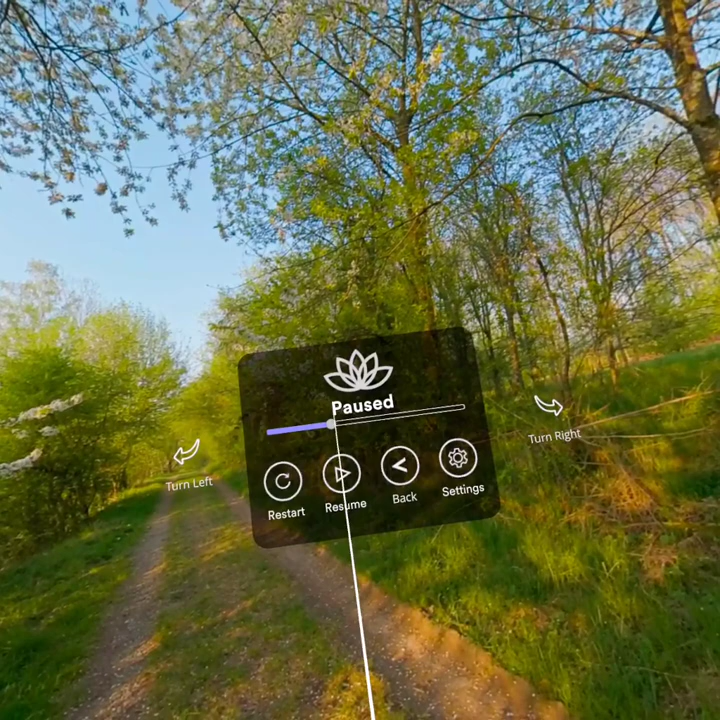 Paused
Turn Left
Turn Right
Restart
Resume
Back
Settings